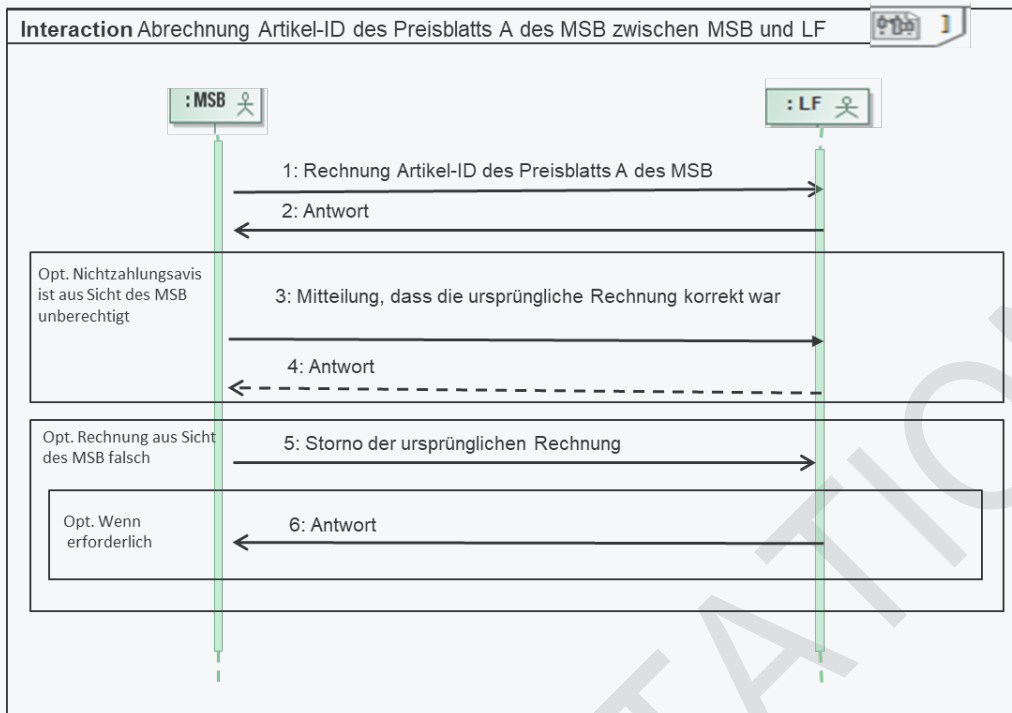 Interaction Abrechnung Artikel-ID des Preisblatts A des MSB zwischen MSB und LF
: MSB
: LF
1: Rechnung Artikel-ID des Preisblatts A des MSB
2: Antwort
Opt. Nichtzahlungsavis
ist aus Sicht des MSB
unberechtigt
3: Mitteilung, dass die ursprüngliche Rechnung korrekt war
4: Antwort
Opt. Rechnung aus Sicht
des MSB falsch
5: Storno der ursprünglichen Rechnung
Opt. Wenn
erforderlich
6: Antwort
TATION